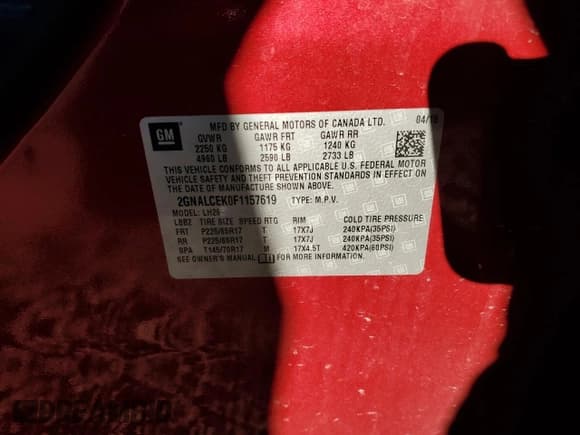 GM
MFD BY GENERAL MOTORS OF CANADA LTD.
GVWR GAWR FRT GAWR RR
2250 KG 1175 KG 1240 KG
4960 LB 2590 LB 2733 LB
THIS VEHICLE CONFORMS TO ALL APPLICABLE U.S. FEDERAL MOTOR
VEHICLE SAFETY, BUMPER, AND THEFT PREVENTION STANDARDS IN EFFECT ON
THE DATE OF MANUFACTURE SHOWN ABOVE.
2GNALCEK0F1157619 TYPE: M.P.V.
MODEL: LH26
LBBZ TIRE SIZE SPEED RTG RIM COLD TIRE PRESSURE
FRT P225/65R17 T 17X7J 240KPA(35PSI)
RR P225/65R17 T 17X7J 240KPA(35PSI)
SPA T145/70R17 M 17X4.5T 420KPA(60PSI)
SEE OWNER'S MANUAL FOR MORE INFORMATION.